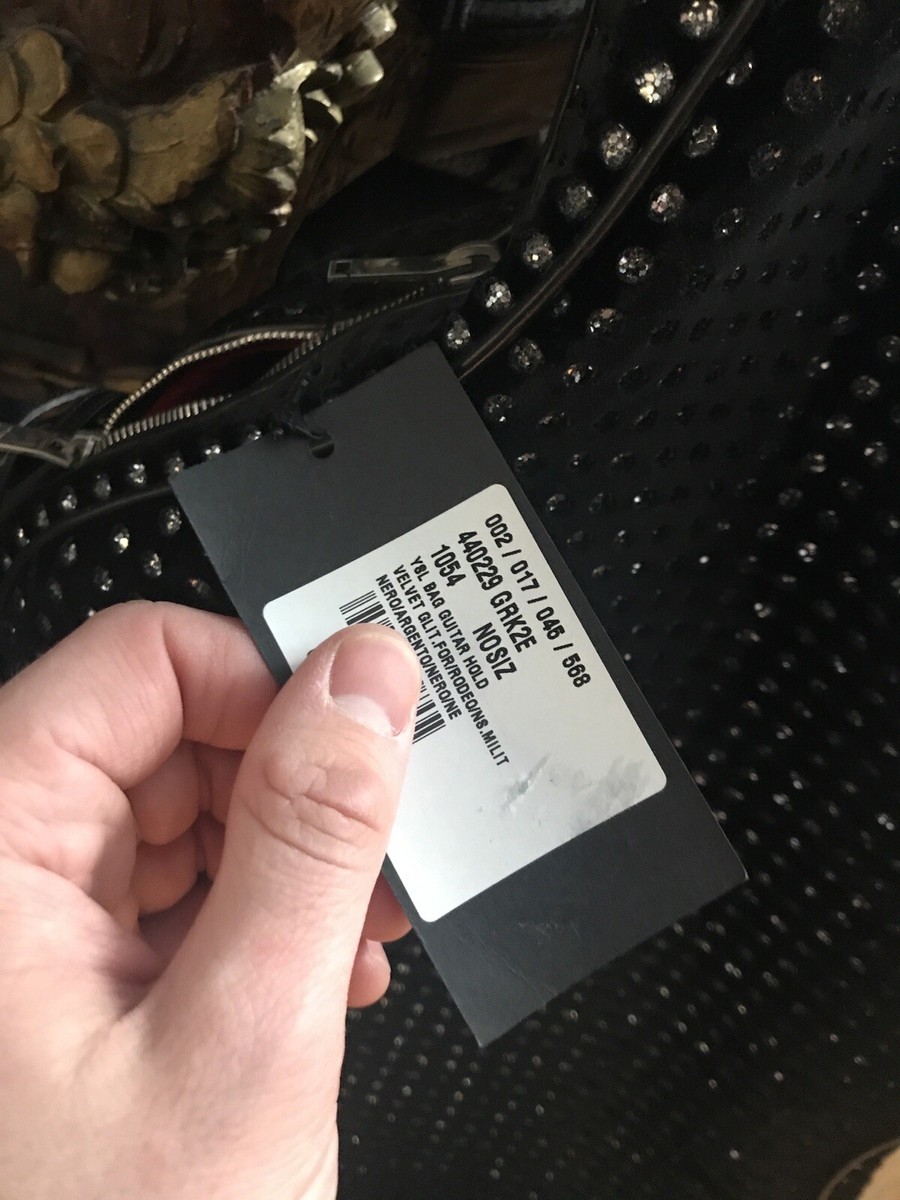 002 / 017 / 045 / 568
440229 GRK2E
1054 NOSIZ
YSL BAG GUITAR HOLD
VELVET GLIT.FOR/RODEO/NS.MILIT
NERO/ARGENTO/NERO/NE